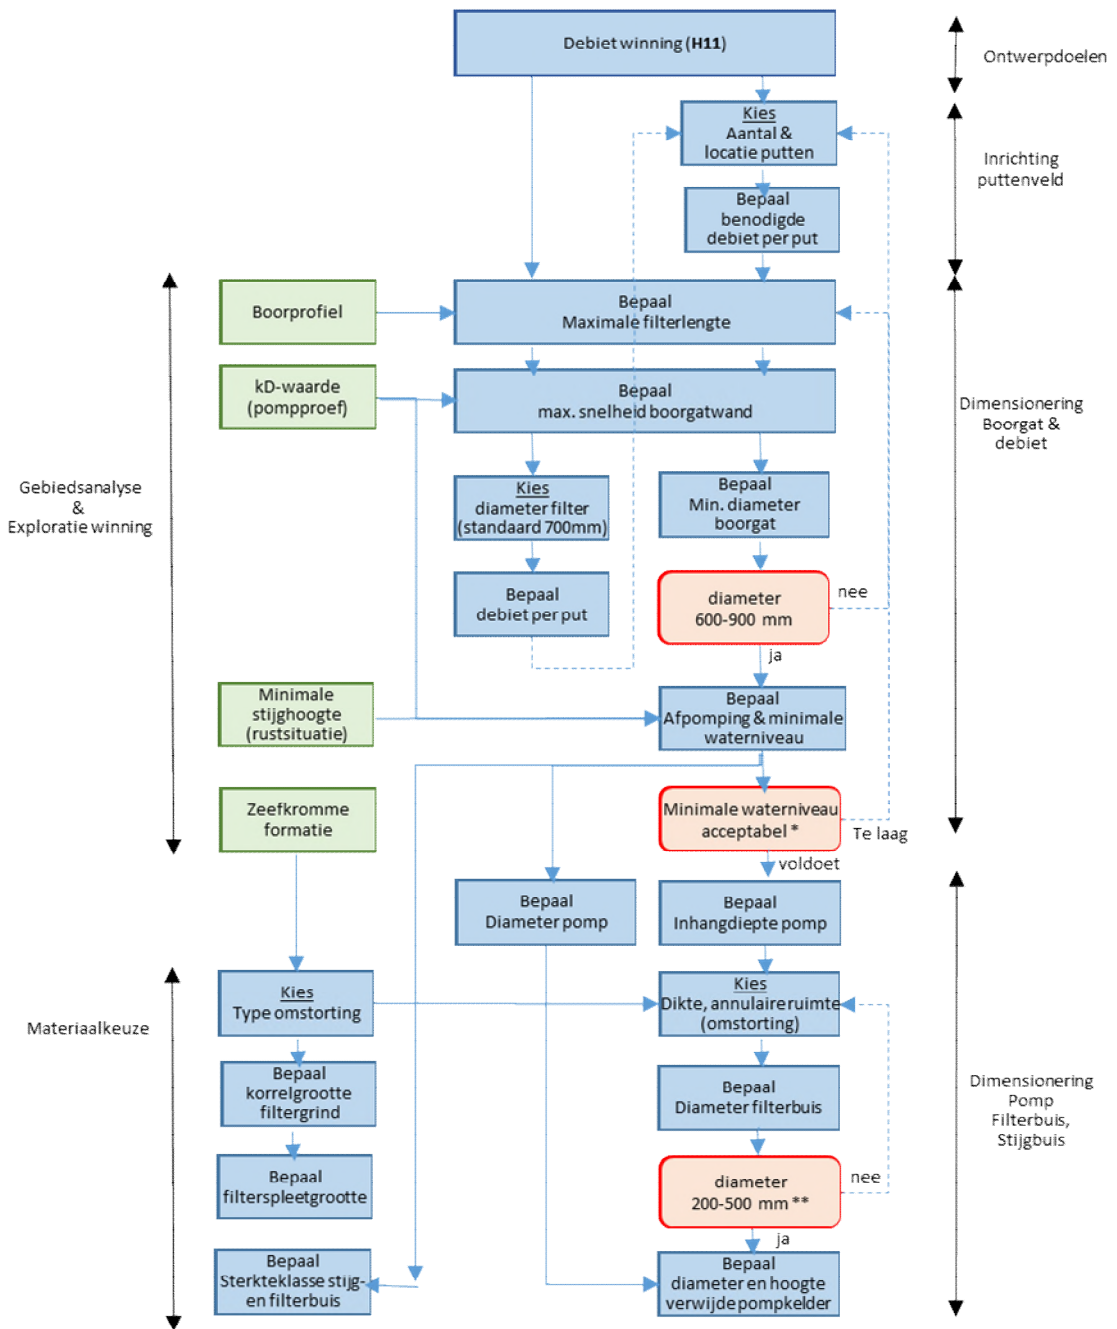 Debiet winning (H11)
Ontwerpdoelen
Kies
Aantal &
locatie putten
Inrichting
puttenveld
Bepaal
benodigde
debiet per put
Boorprofiel
Bepaal
Maximale filterlengte
kD-waarde
(pompproef)
Bepaal
max. snelheid boorgatwand
Dimensionering
Boorgat &
debiet
Gebiedsanalyse
&
Exploratie winning
Kies
diameter filter
(standaard 700mm)
Bepaal
Min. diameter
boorgat
Bepaal
debiet per put
diameter
600-900 mm
nee
ja
Minimale
stijghoogte
(rustsituatie)
Bepaal
Afpomping & minimale
waterniveau
Zeefkromme
formatie
Minimale waterniveau
acceptabel *
Te laag
voldoet
Bepaal
Diameter pomp
Bepaal
Inhangdiepte pomp
Materiaalkeuze
Kies
Type omstorting
Kies
Dikte, annulaire ruimte
(omstorting)
Bepaal
korrelgrootte
filtergrind
Bepaal
Diameter filterbuis
Dimensionering
Pomp
Filterbuis,
Stijgbuis
Bepaal
filterspleetgrootte
diameter
200-500 mm **
nee
ja
Bepaal
Sterkteklasse stijg-
en filterbuis
Bepaal
diameter en hoogte
verwijde pompkelder